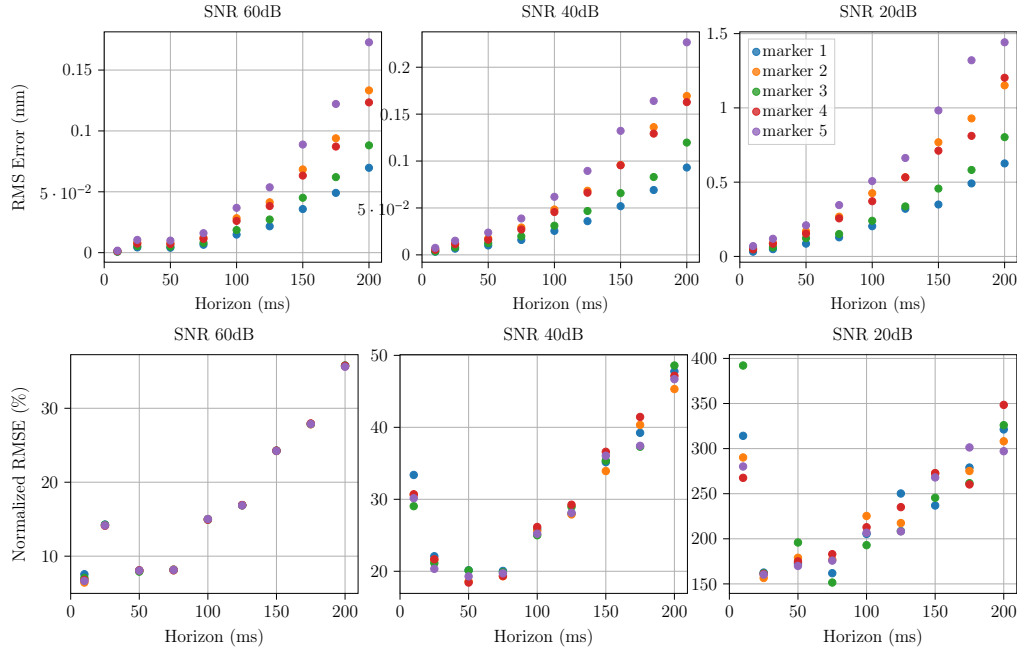 SNR 60dB
SNR 40dB
SNR 20dB
RMS Error (mm)
0.15
0.1
5 · 10⁻²
0
0 50 100 150 200
Horizon (ms)
0.2
0.15
0.1
5 · 10⁻²
0
0 50 100 150 200
Horizon (ms)
1.5
1
0.5
0
marker 1
marker 2
marker 3
marker 4
marker 5
0 50 100 150 200
Horizon (ms)
SNR 60dB
SNR 40dB
SNR 20dB
Normalized RMSE (%)
30
20
10
0 50 100 150 200
Horizon (ms)
50
40
30
20
0 50 100 150 200
Horizon (ms)
400
350
300
250
200
150
0 50 100 150 200
Horizon (ms)